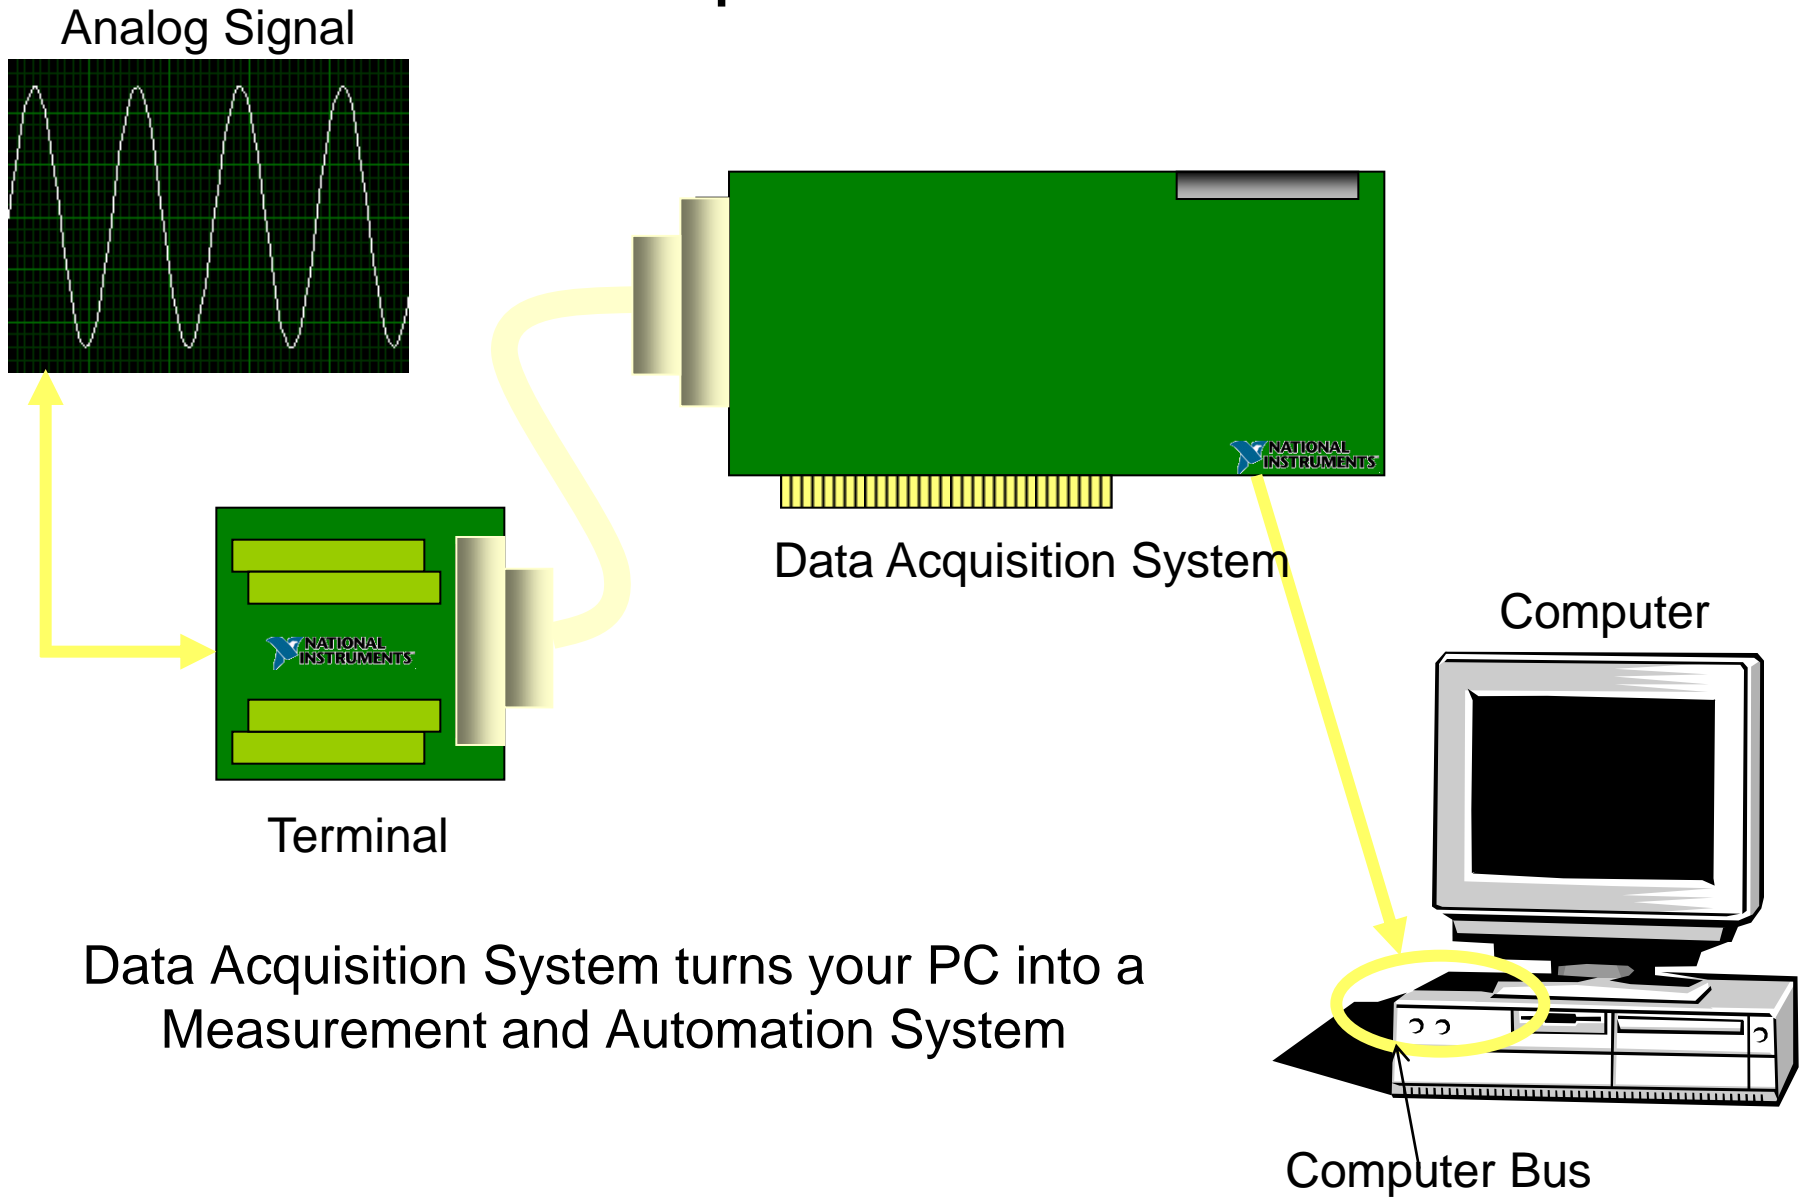 Analog Signal
NATIONAL
INSTRUMENTS
Data Acquisition System
Computer
NATIONAL
INSTRUMENTS
Terminal
Data Acquisition System turns your PC into a
Measurement and Automation System
Computer Bus